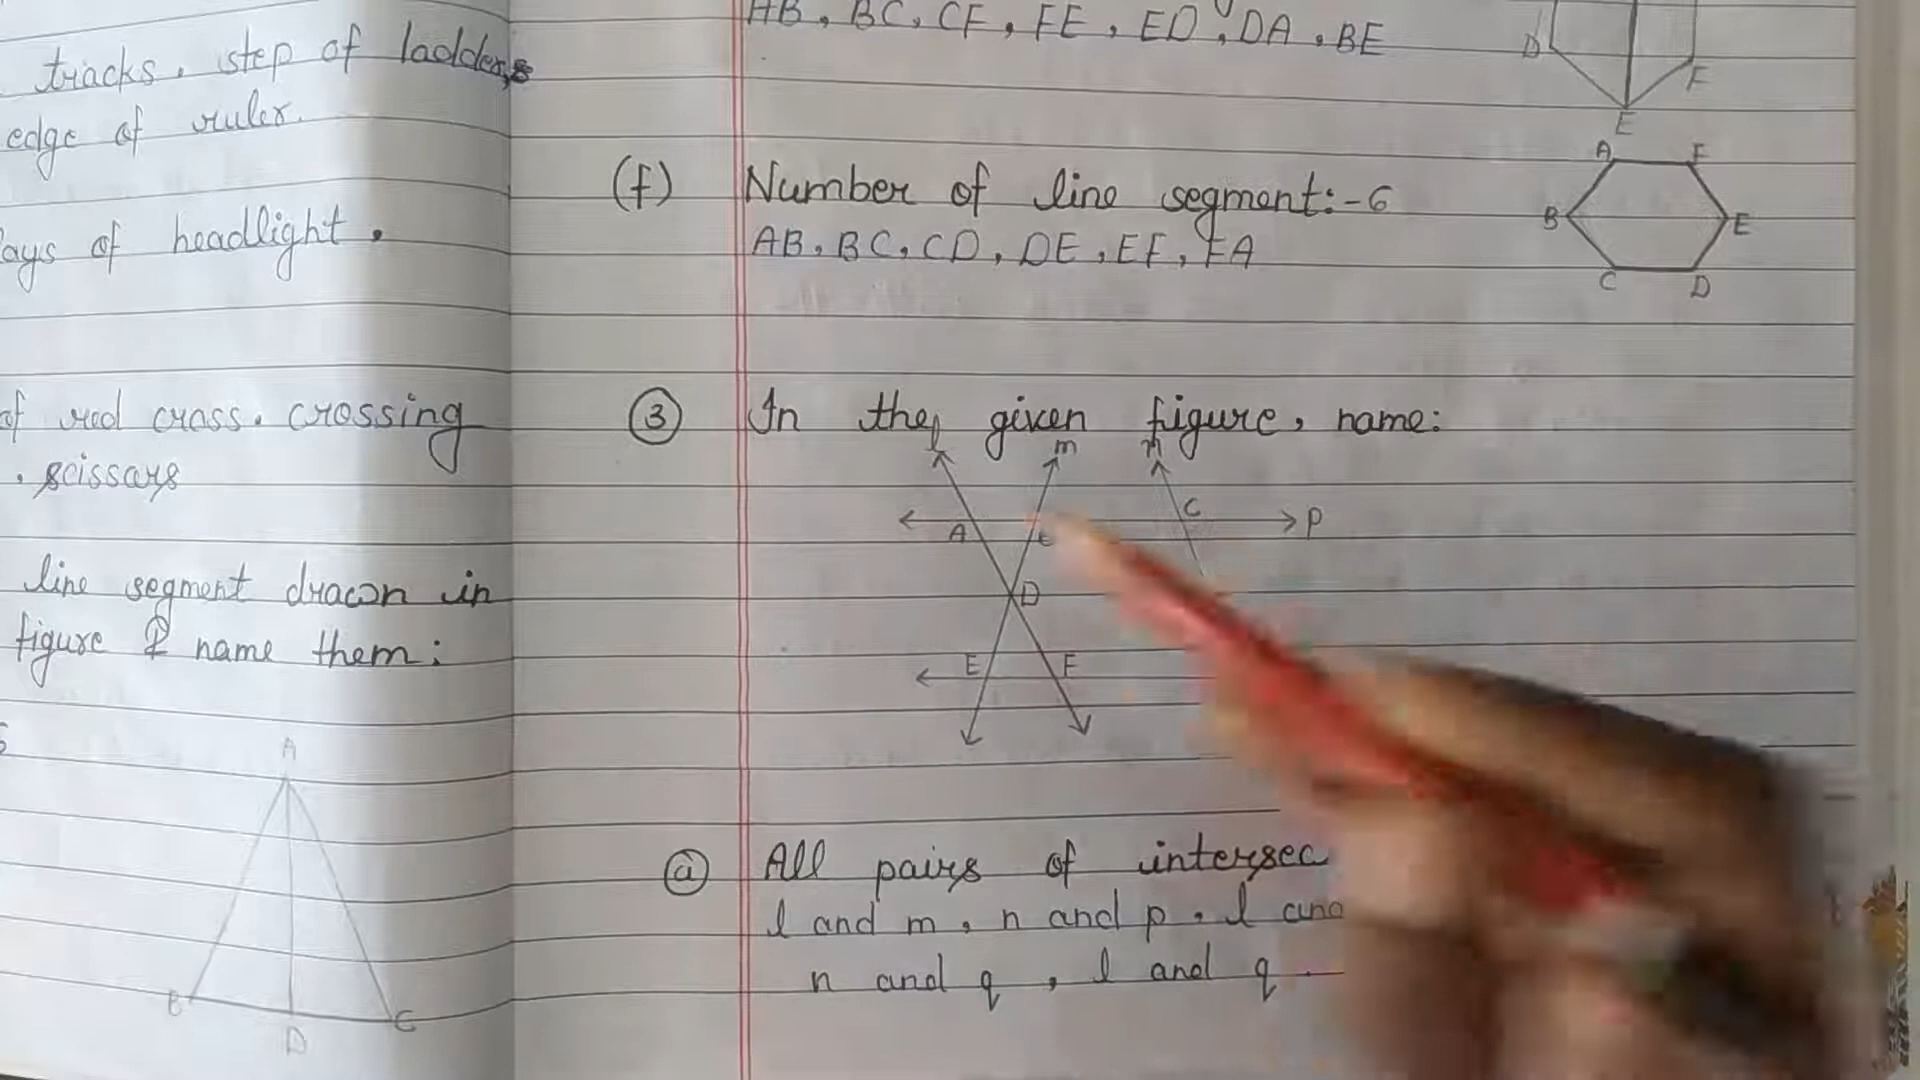 tracks, step of ladders
edge of ruler.
rays of headlight.
of red cross. crossing
. scissors
line segment drawn in
figure & name them:
A
B
D
C
AB, BC, CF, FE, ED, DA, BE
D
F
E
(f) Number of line segment:-6
AB, BC, CD, DE, EF, FA
A F
B E
C D
③ In the given figure, name:
l m n
A C P
D
E F
ⓐ All pairs of intersec
l and m, n and p, l and
n and q, l and q